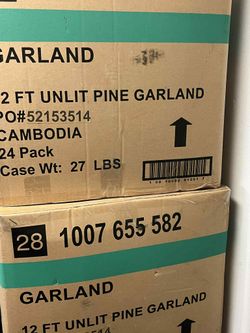 GARLAND
2 FT UNLIT PINE GARLAND
PO#52153514
CAMBODIA
24 Pack
Case Wt: 27 LBS
28 1007 655 582
GARLAND
12 FT UNLIT PINE GARLAND